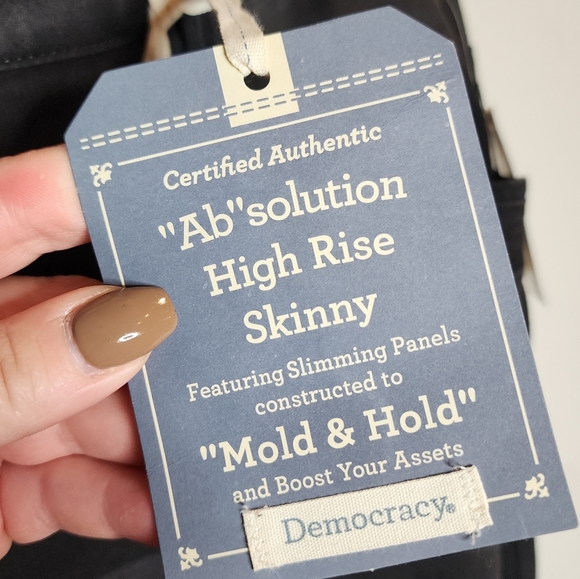 Certified Authentic
"Ab"solution
High Rise
Skinny
Featuring Slimming Panels
constructed to
"Mold & Hold"
and Boost Your Assets
Democracy®